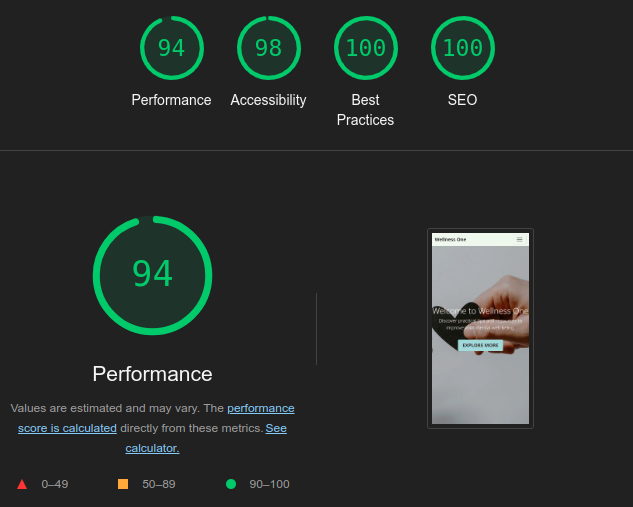 94
98
100
100
Performance
Accessibility
Best
Practices
SEO
94
Performance
Values are estimated and may vary. The performance
score is calculated directly from these metrics. See
calculator.
0–49
50–89
90–100
Wellness One
Welcome to Wellness One
Discover practical tips and resources to
improve your mental well-being.
EXPLORE MORE